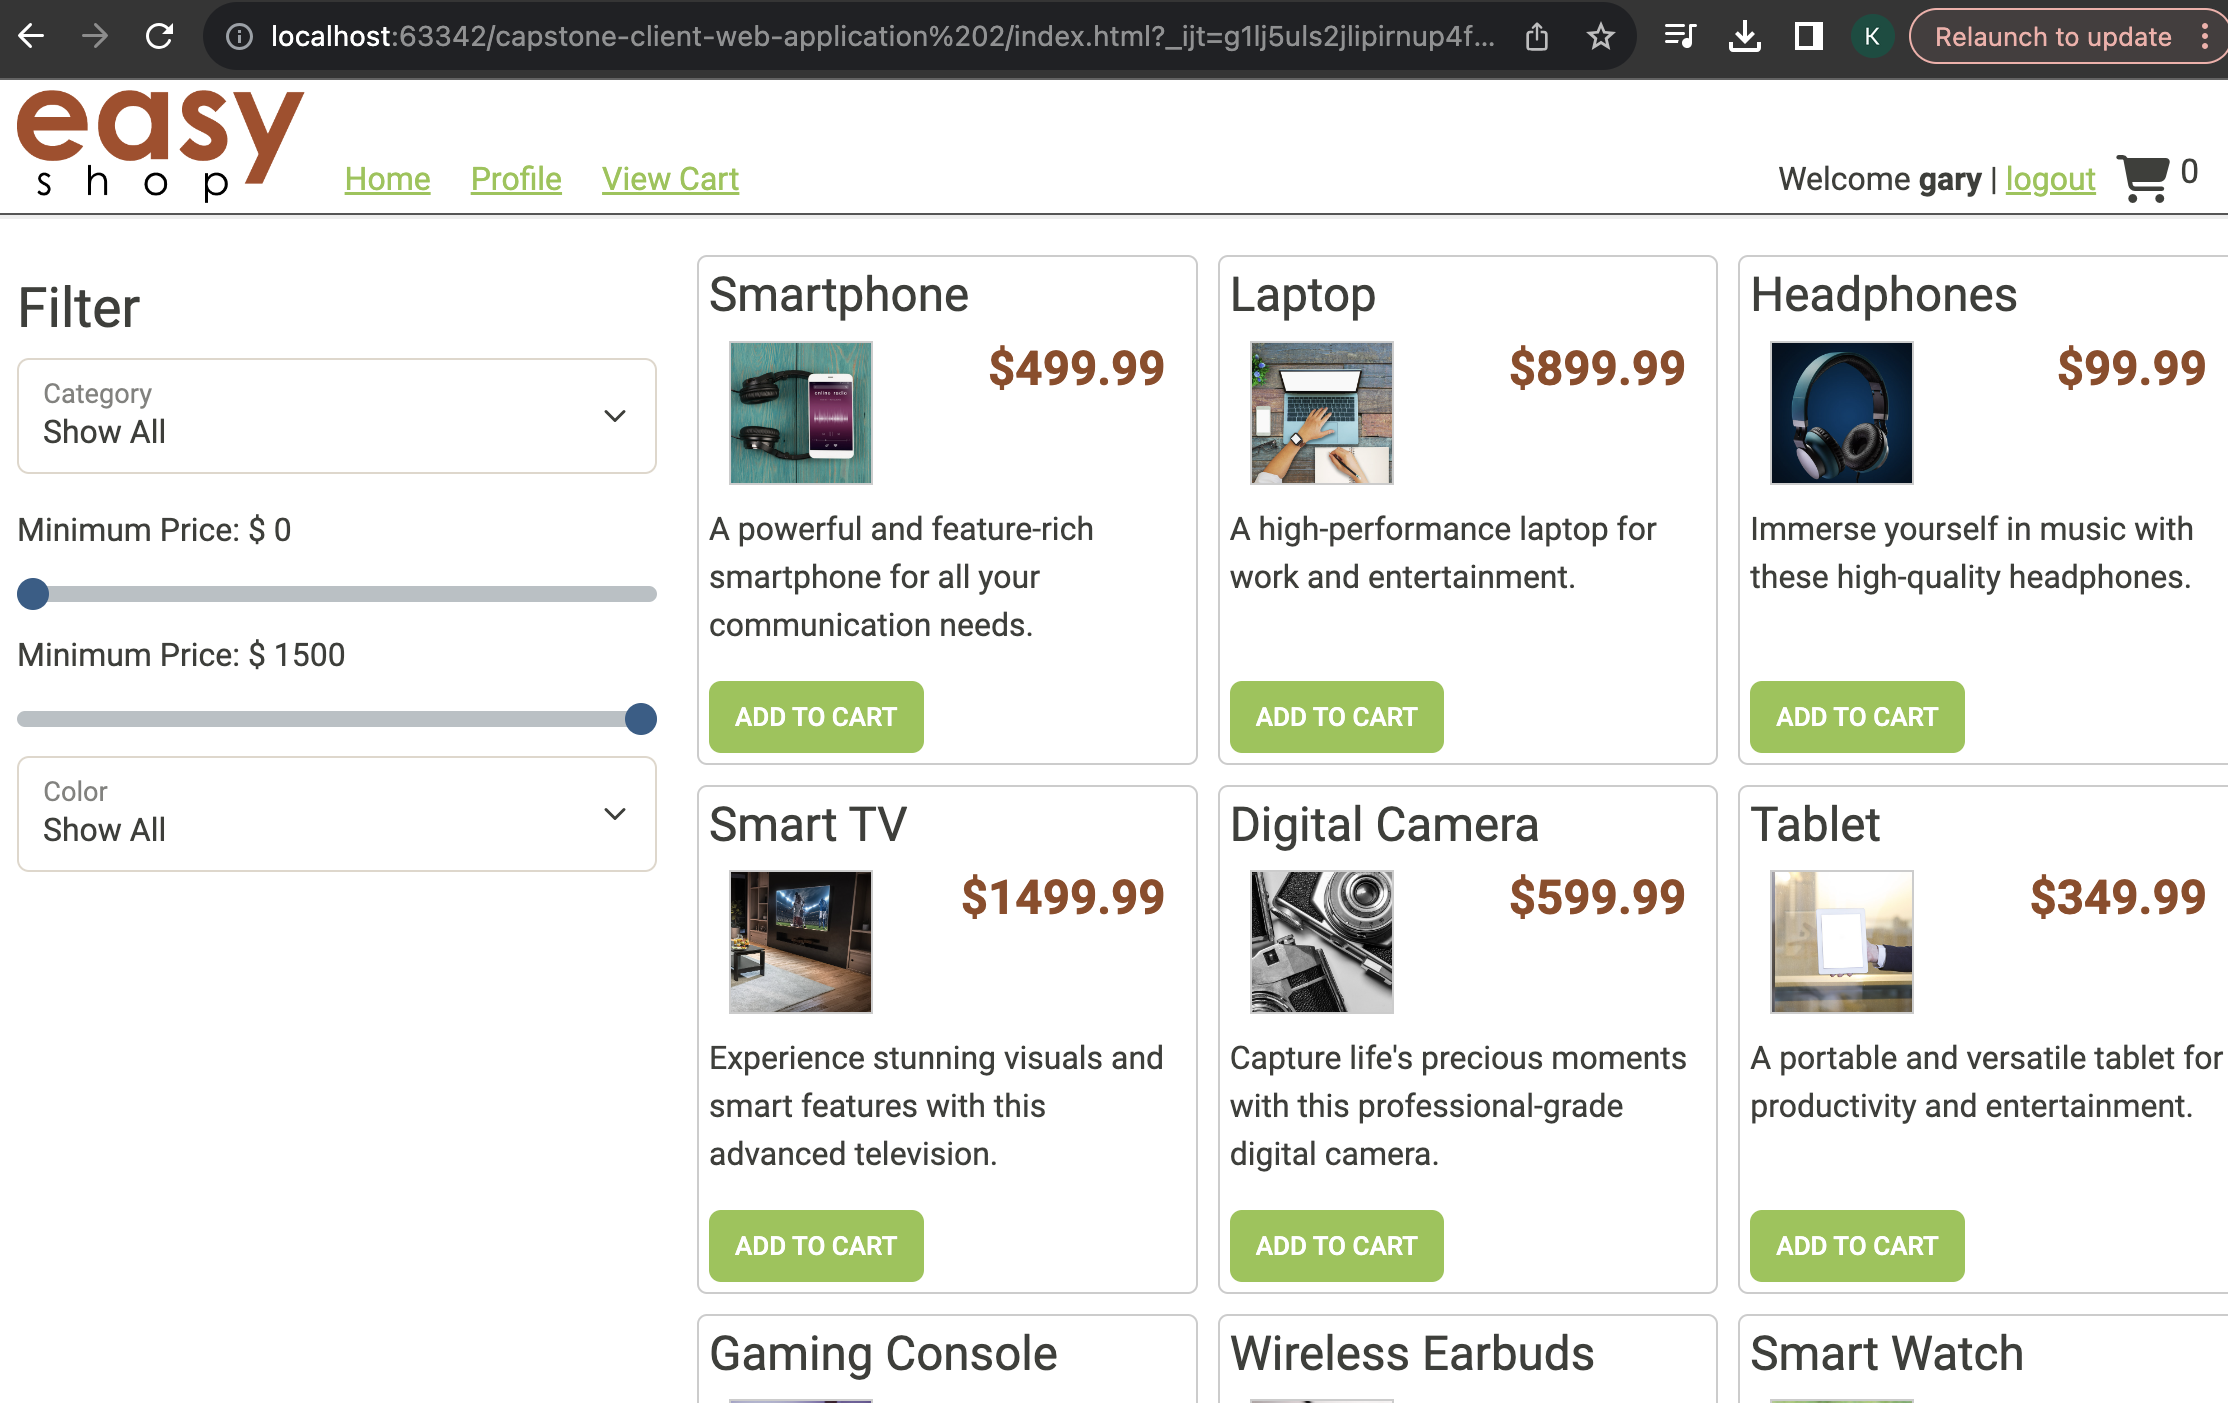 localhost:63342/capstone-client-web-application%202/index.html?_ijt=g1lj5uls2jlipirnup4f...
K
Relaunch to update
easy
shop
Home
Profile
View Cart
Welcome gary | logout
0
Filter
Category
Show All
Minimum Price: $ 0
Minimum Price: $ 1500
Color
Show All
Smartphone
$499.99
online radio
A powerful and feature-rich
smartphone for all your
communication needs.
ADD TO CART
Laptop
$899.99
A high-performance laptop for
work and entertainment.
ADD TO CART
Headphones
$99.99
Immerse yourself in music with
these high-quality headphones.
ADD TO CART
Smart TV
$1499.99
Experience stunning visuals and
smart features with this
advanced television.
ADD TO CART
Digital Camera
$599.99
Capture life's precious moments
with this professional-grade
digital camera.
ADD TO CART
Tablet
$349.99
A portable and versatile tablet for
productivity and entertainment.
ADD TO CART
Gaming Console
Wireless Earbuds
Smart Watch